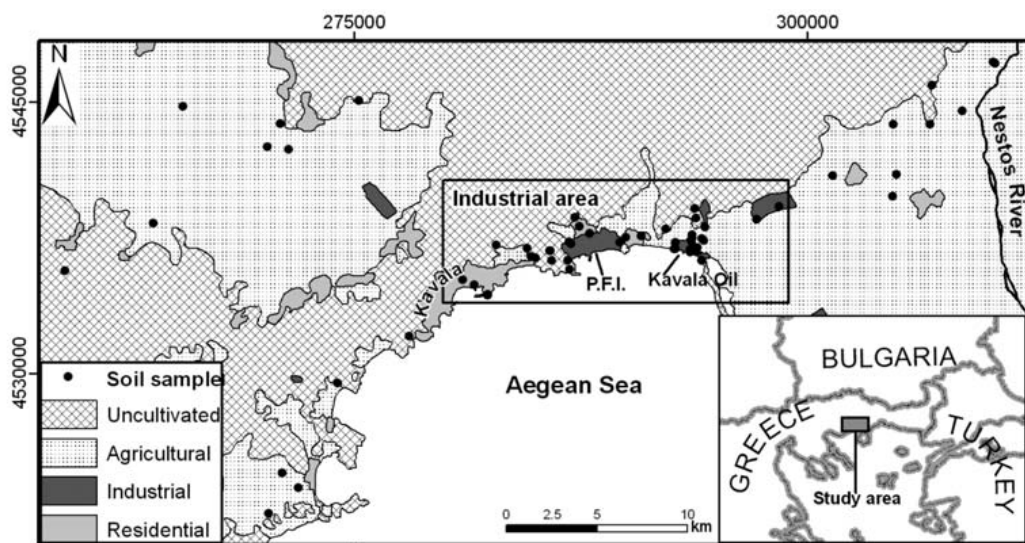 275000
300000
N
4545000
4530000
Nestos River
Industrial area
Kavala
P.F.I.
Kavala Oil
Aegean Sea
Soil sample
Uncultivated
Agricultural
Industrial
Residential
0 2.5 5 10
km
BULGARIA
GREECE
TURKEY
Study area